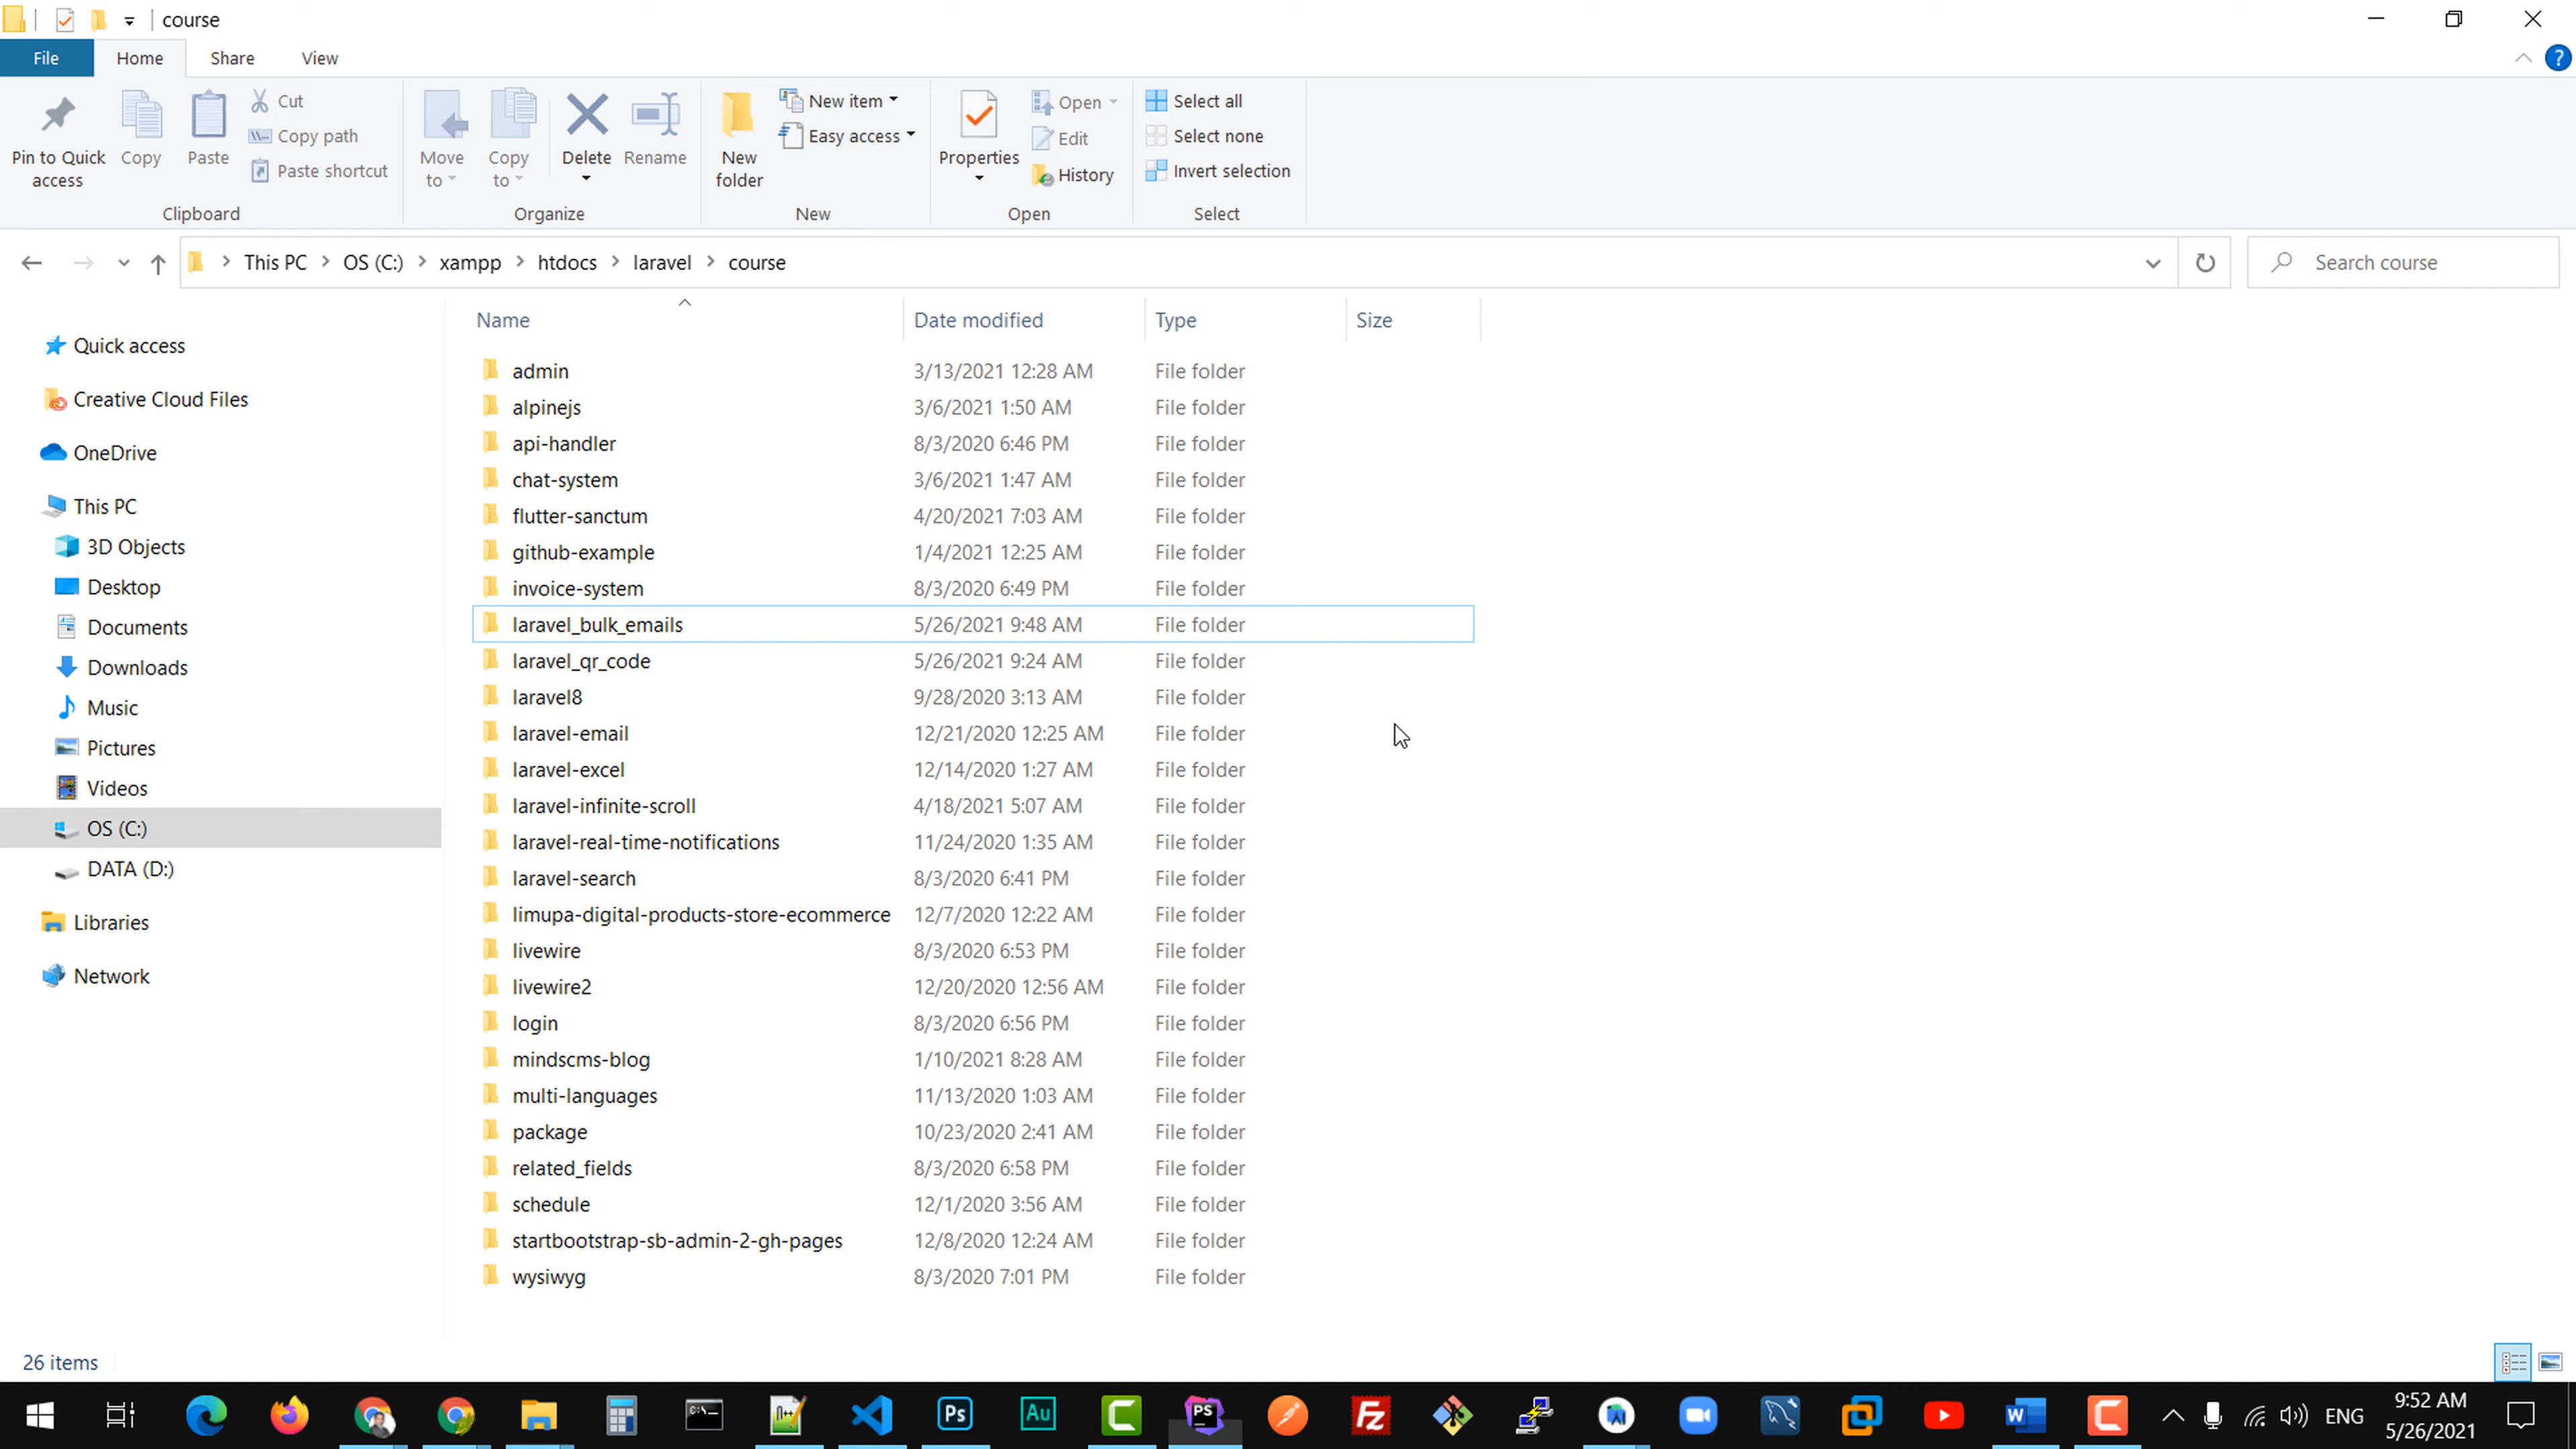 course
File Home Share View
Pin to Quick access
Copy
Paste
Cut
Copy path
Paste shortcut
Clipboard
Move to
Copy to
Delete
Rename
Organize
New folder
New item
Easy access
New
Properties
Open
Edit
History
Open
Select all
Select none
Invert selection
Select
This PC > OS (C:) > xampp > htdocs > laravel > course
Search course
Quick access
Creative Cloud Files
OneDrive
This PC
3D Objects
Desktop
Documents
Downloads
Music
Pictures
Videos
OS (C:)
DATA (D:)
Libraries
Network
Name Date modified Type Size
admin 3/13/2021 12:28 AM File folder
alpinejs 3/6/2021 1:50 AM File folder
api-handler 8/3/2020 6:46 PM File folder
chat-system 3/6/2021 1:47 AM File folder
flutter-sanctum 4/20/2021 7:03 AM File folder
github-example 1/4/2021 12:25 AM File folder
invoice-system 8/3/2020 6:49 PM File folder
laravel_bulk_emails 5/26/2021 9:48 AM File folder
laravel_qr_code 5/26/2021 9:24 AM File folder
laravel8 9/28/2020 3:13 AM File folder
laravel-email 12/21/2020 12:25 AM File folder
laravel-excel 12/14/2020 1:27 AM File folder
laravel-infinite-scroll 4/18/2021 5:07 AM File folder
laravel-real-time-notifications 11/24/2020 1:35 AM File folder
laravel-search 8/3/2020 6:41 PM File folder
limupa-digital-products-store-ecommerce 12/7/2020 12:22 AM File folder
livewire 8/3/2020 6:53 PM File folder
livewire2 12/20/2020 12:56 AM File folder
login 8/3/2020 6:56 PM File folder
mindscms-blog 1/10/2021 8:28 AM File folder
multi-languages 11/13/2020 1:03 AM File folder
package 10/23/2020 2:41 AM File folder
related_fields 8/3/2020 6:58 PM File folder
schedule 12/1/2020 3:56 AM File folder
startbootstrap-sb-admin-2-gh-pages 12/8/2020 12:24 AM File folder
wysiwyg 8/3/2020 7:01 PM File folder
26 items
Ps
Au
PS
ENG
9:52 AM
5/26/2021